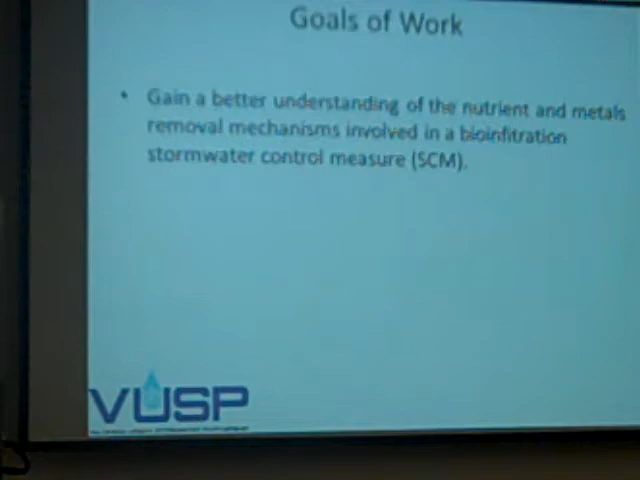 Goals of Work
• Gain a better understanding of the nutrient and metals
removal mechanisms involved in a bioinfitration
stormwater control measure (SCM).
VUSP